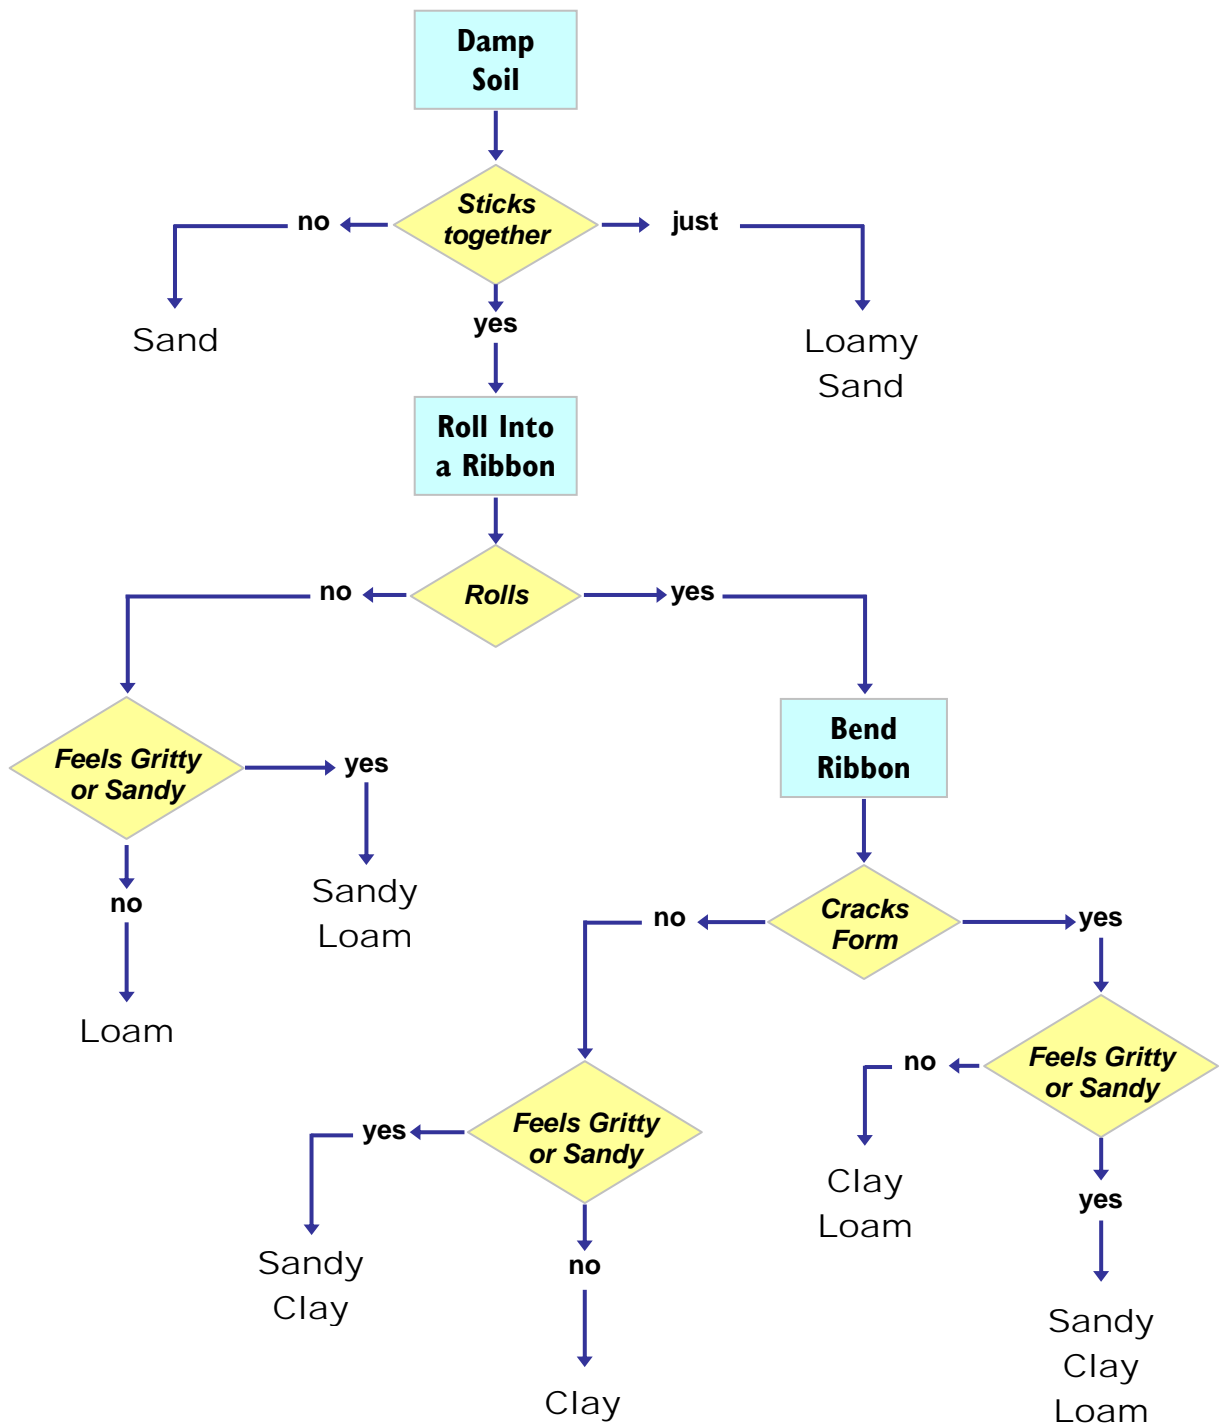 Damp
Soil
Sticks
together
no
just
yes
Sand
Loamy
Sand
Roll Into
a Ribbon
Rolls
no
yes
Bend
Ribbon
Feels Gritty
or Sandy
yes
no
Sandy
Loam
Loam
Cracks
Form
no
yes
Feels Gritty
or Sandy
no
yes
Clay
Loam
Sandy
Clay
Loam
Feels Gritty
or Sandy
yes
no
Sandy
Clay
Clay